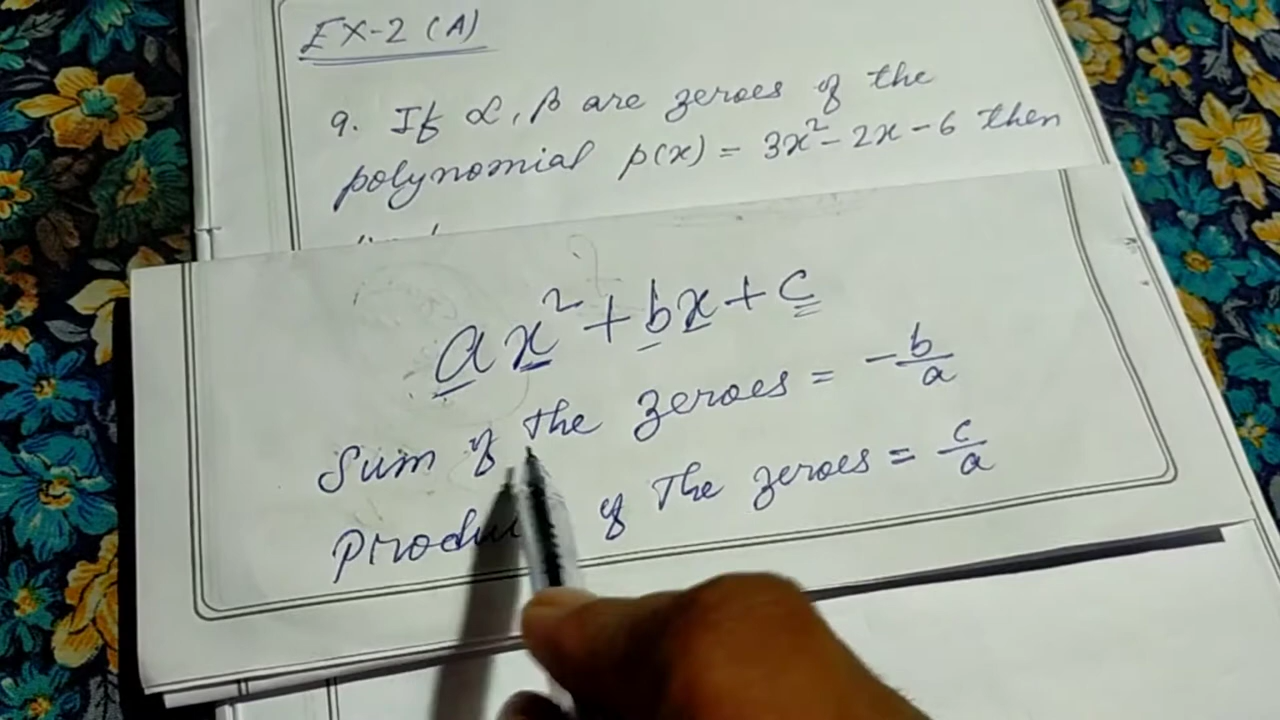 EX-2 (A)
9. If α, β are zeroes of the
polynomial p(x) = 3x² - 2x - 6 then
ax² + bx + c
Sum of the zeroes = -b/a
of The zeroes = c/a